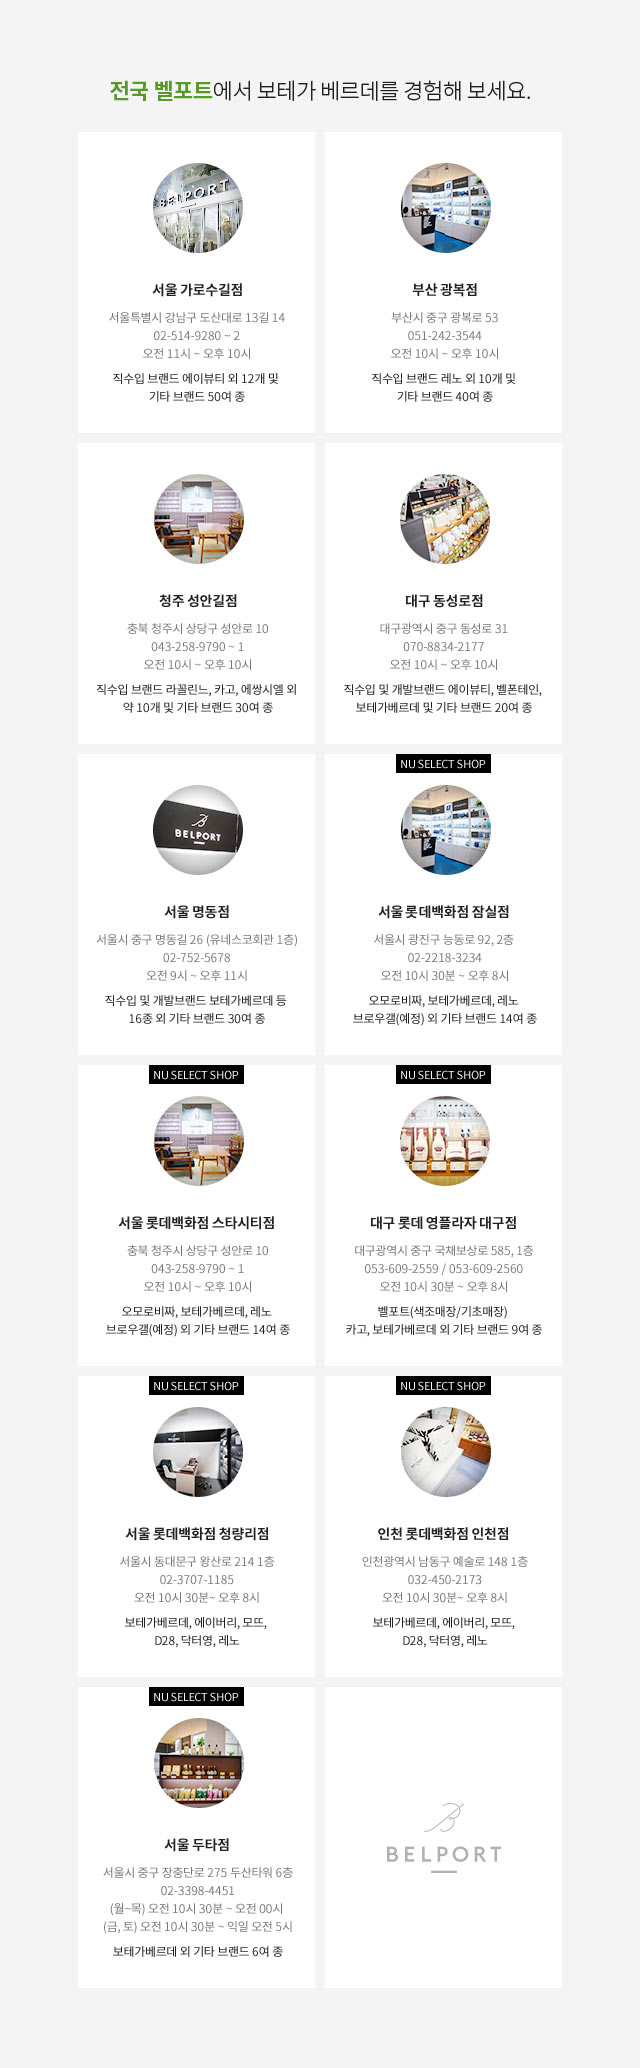 전국 벨포트에서 보테가 베르데를 경험해 보세요.
BELPORT
서울 가로수길점
서울특별시 강남구 도산대로 13길 14
02-514-9280 ~ 2
오전 11시 ~ 오후 10시
직수입 브랜드 에이뷰티 외 12개 및
기타 브랜드 50여 종
부산 광복점
부산시 중구 광복로 53
051-242-3544
오전 10시 ~ 오후 10시
직수입 브랜드 레노 외 10개 및
기타 브랜드 40여 종
청주 성안길점
충북 청주시 상당구 성안로 10
043-258-9790 ~ 1
오전 10시 ~ 오후 10시
직수입 브랜드 라꼴린느, 카고, 에쌍시엘 외
약 10개 및 기타 브랜드 30여 종
대구 동성로점
대구광역시 중구 동성로 31
070-8834-2177
오전 10시 ~ 오후 10시
직수입 및 개발브랜드 에이뷰티, 벨폰테인,
보테가베르데 및 기타 브랜드 20여 종
BELPORT
서울 명동점
서울시 중구 명동길 26 (유네스코회관 1층)
02-752-5678
오전 9시 ~ 오후 11시
직수입 및 개발브랜드 보테가베르데 등
16종 외 기타 브랜드 30여 종
NU SELECT SHOP
서울 롯데백화점 잠실점
서울시 광진구 능동로 92, 2층
02-2218-3234
오전 10시 30분 ~ 오후 8시
오모로비짜, 보테가베르데, 레노
브로우갤(예정) 외 기타 브랜드 14여 종
NU SELECT SHOP
서울 롯데백화점 스타시티점
충북 청주시 상당구 성안로 10
043-258-9790 ~ 1
오전 10시 ~ 오후 10시
오모로비짜, 보테가베르데, 레노
브로우갤(예정) 외 기타 브랜드 14여 종
NU SELECT SHOP
대구 롯데 영플라자 대구점
대구광역시 중구 국채보상로 585, 1층
053-609-2559 / 053-609-2560
오전 10시 30분 ~ 오후 8시
벨포트(색조매장/기초매장)
카고, 보테가베르데 외 기타 브랜드 9여 종
NU SELECT SHOP
서울 롯데백화점 청량리점
서울시 동대문구 왕산로 214 1층
02-3707-1185
오전 10시 30분~ 오후 8시
보테가베르데, 에이버리, 모뜨,
D28, 닥터영, 레노
NU SELECT SHOP
인천 롯데백화점 인천점
인천광역시 남동구 예술로 148 1층
032-450-2173
오전 10시 30분~ 오후 8시
보테가베르데, 에이버리, 모뜨,
D28, 닥터영, 레노
NU SELECT SHOP
서울 두타점
서울시 중구 장충단로 275 두산타워 6층
02-3398-4451
(월~목) 오전 10시 30분 ~ 오전 00시
(금, 토) 오전 10시 30분 ~ 익일 오전 5시
보테가베르데 외 기타 브랜드 6여 종
BELPORT